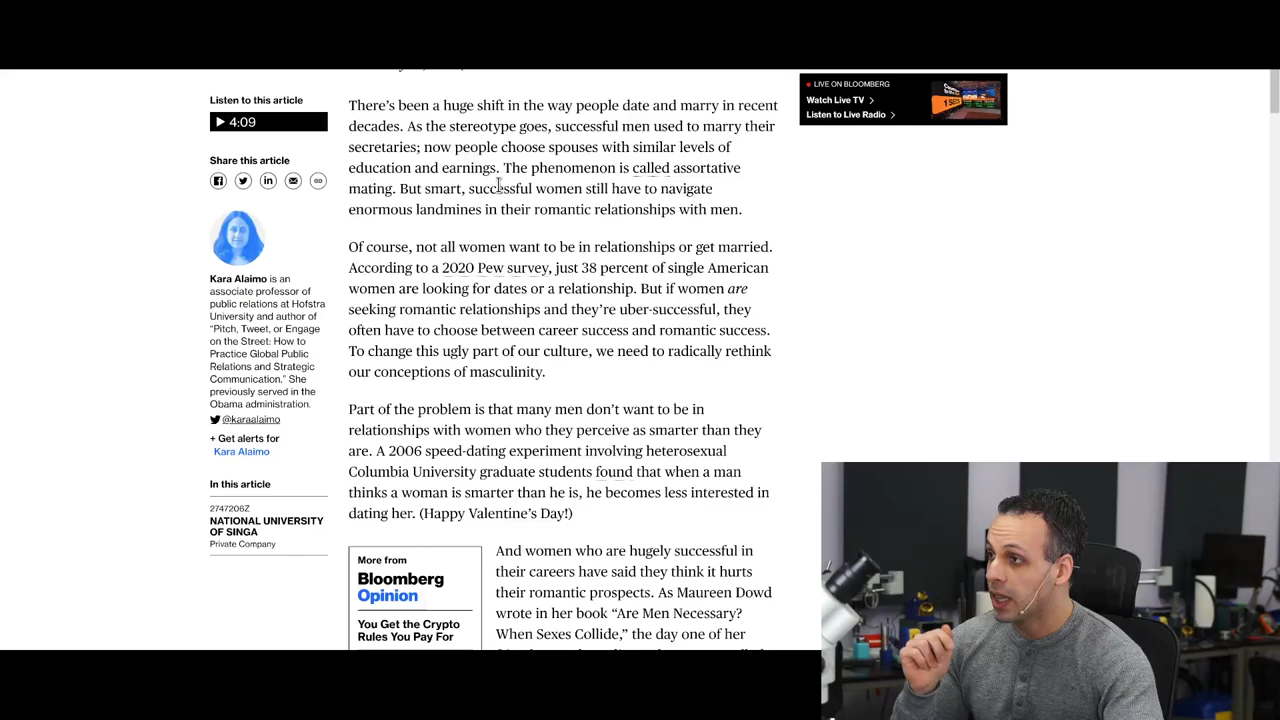 LIVE ON BLOOMBERG
Watch Live TV >
Listen to Live Radio >
Listen to this article
4:09
Share this article
Kara Alaimo is an
associate professor of
public relations at Hofstra
University and author of
“Pitch, Tweet, or Engage
on the Street: How to
Practice Global Public
Relations and Strategic
Communication.” She
previously served in the
Obama administration.
@karaalaimo
+ Get alerts for
Kara Alaimo
In this article
2747206Z
NATIONAL UNIVERSITY
OF SINGA
Private Company
There’s been a huge shift in the way people date and marry in recent
decades. As the stereotype goes, successful men used to marry their
secretaries; now people choose spouses with similar levels of
education and earnings. The phenomenon is called assortative
mating. But smart, successful women still have to navigate
enormous landmines in their romantic relationships with men.
Of course, not all women want to be in relationships or get married.
According to a 2020 Pew survey, just 38 percent of single American
women are looking for dates or a relationship. But if women are
seeking romantic relationships and they’re uber-successful, they
often have to choose between career success and romantic success.
To change this ugly part of our culture, we need to radically rethink
our conceptions of masculinity.
Part of the problem is that many men don’t want to be in
relationships with women who they perceive as smarter than they
are. A 2006 speed-dating experiment involving heterosexual
Columbia University graduate students found that when a man
thinks a woman is smarter than he is, he becomes less interested in
dating her. (Happy Valentine’s Day!)
More from
Bloomberg
Opinion
You Get the Crypto
Rules You Pay For
And women who are hugely successful in
their careers have said they think it hurts
their romantic prospects. As Maureen Dowd
wrote in her book “Are Men Necessary?
When Sexes Collide,” the day one of her